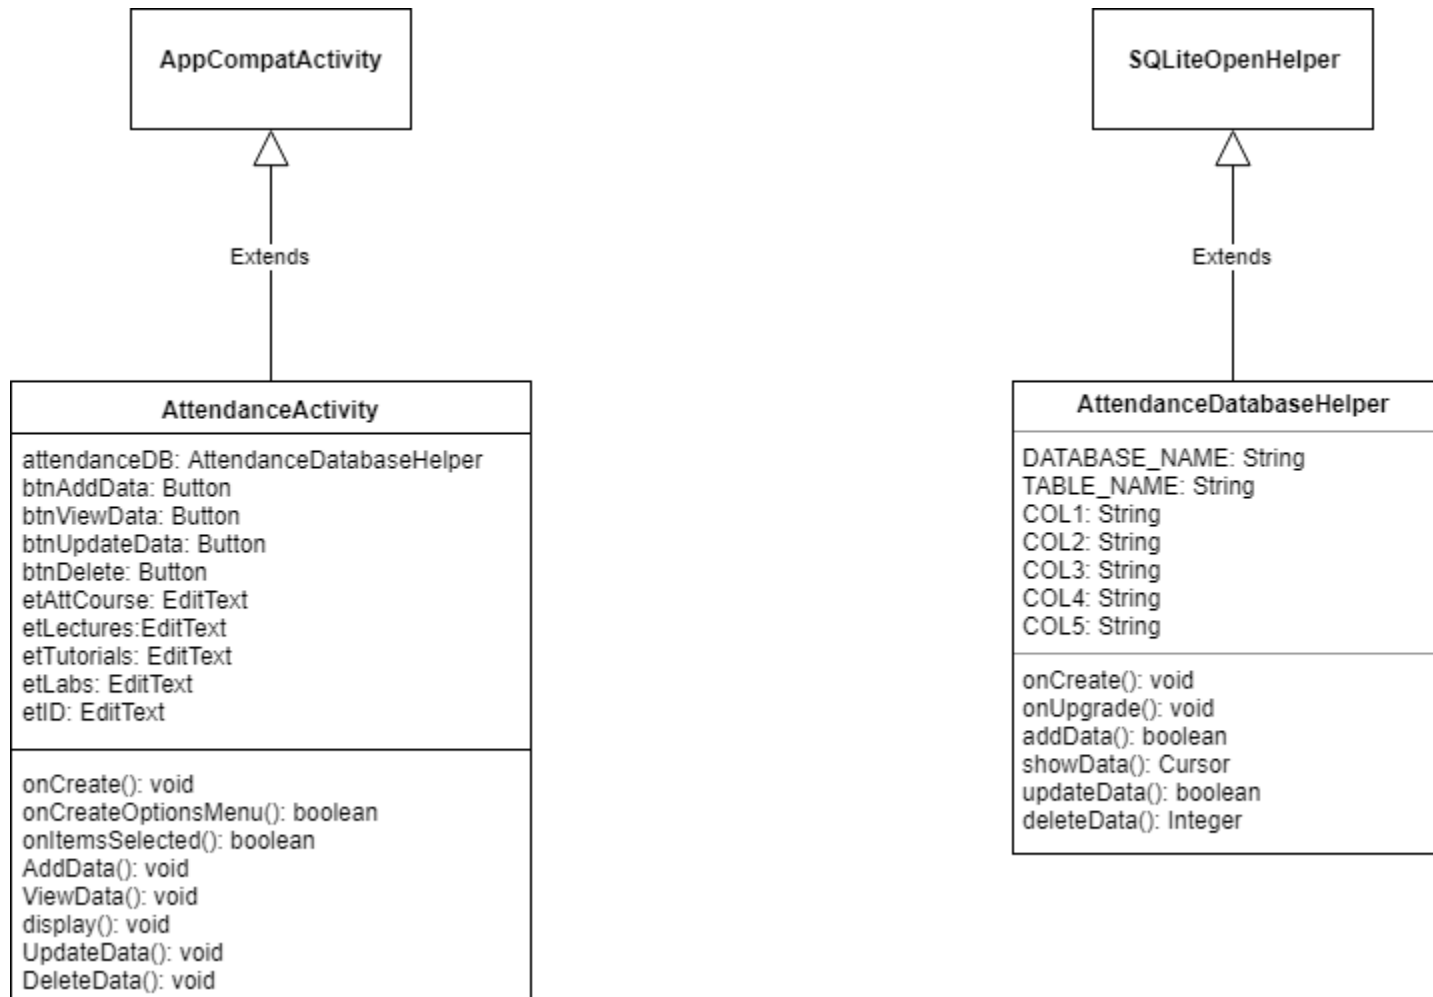 AppCompatActivity
Extends
AttendanceActivity
attendanceDB: AttendanceDatabaseHelper
btnAddData: Button
btnViewData: Button
btnUpdateData: Button
btnDelete: Button
etAttCourse: EditText
etLectures:EditText
etTutorials: EditText
etLabs: EditText
etID: EditText
onCreate(): void
onCreateOptionsMenu(): boolean
onItemsSelected(): boolean
AddData(): void
ViewData(): void
display(): void
UpdateData(): void
DeleteData(): void
SQLiteOpenHelper
Extends
AttendanceDatabaseHelper
DATABASE_NAME: String
TABLE_NAME: String
COL1: String
COL2: String
COL3: String
COL4: String
COL5: String
onCreate(): void
onUpgrade(): void
addData(): boolean
showData(): Cursor
updateData(): boolean
deleteData(): Integer